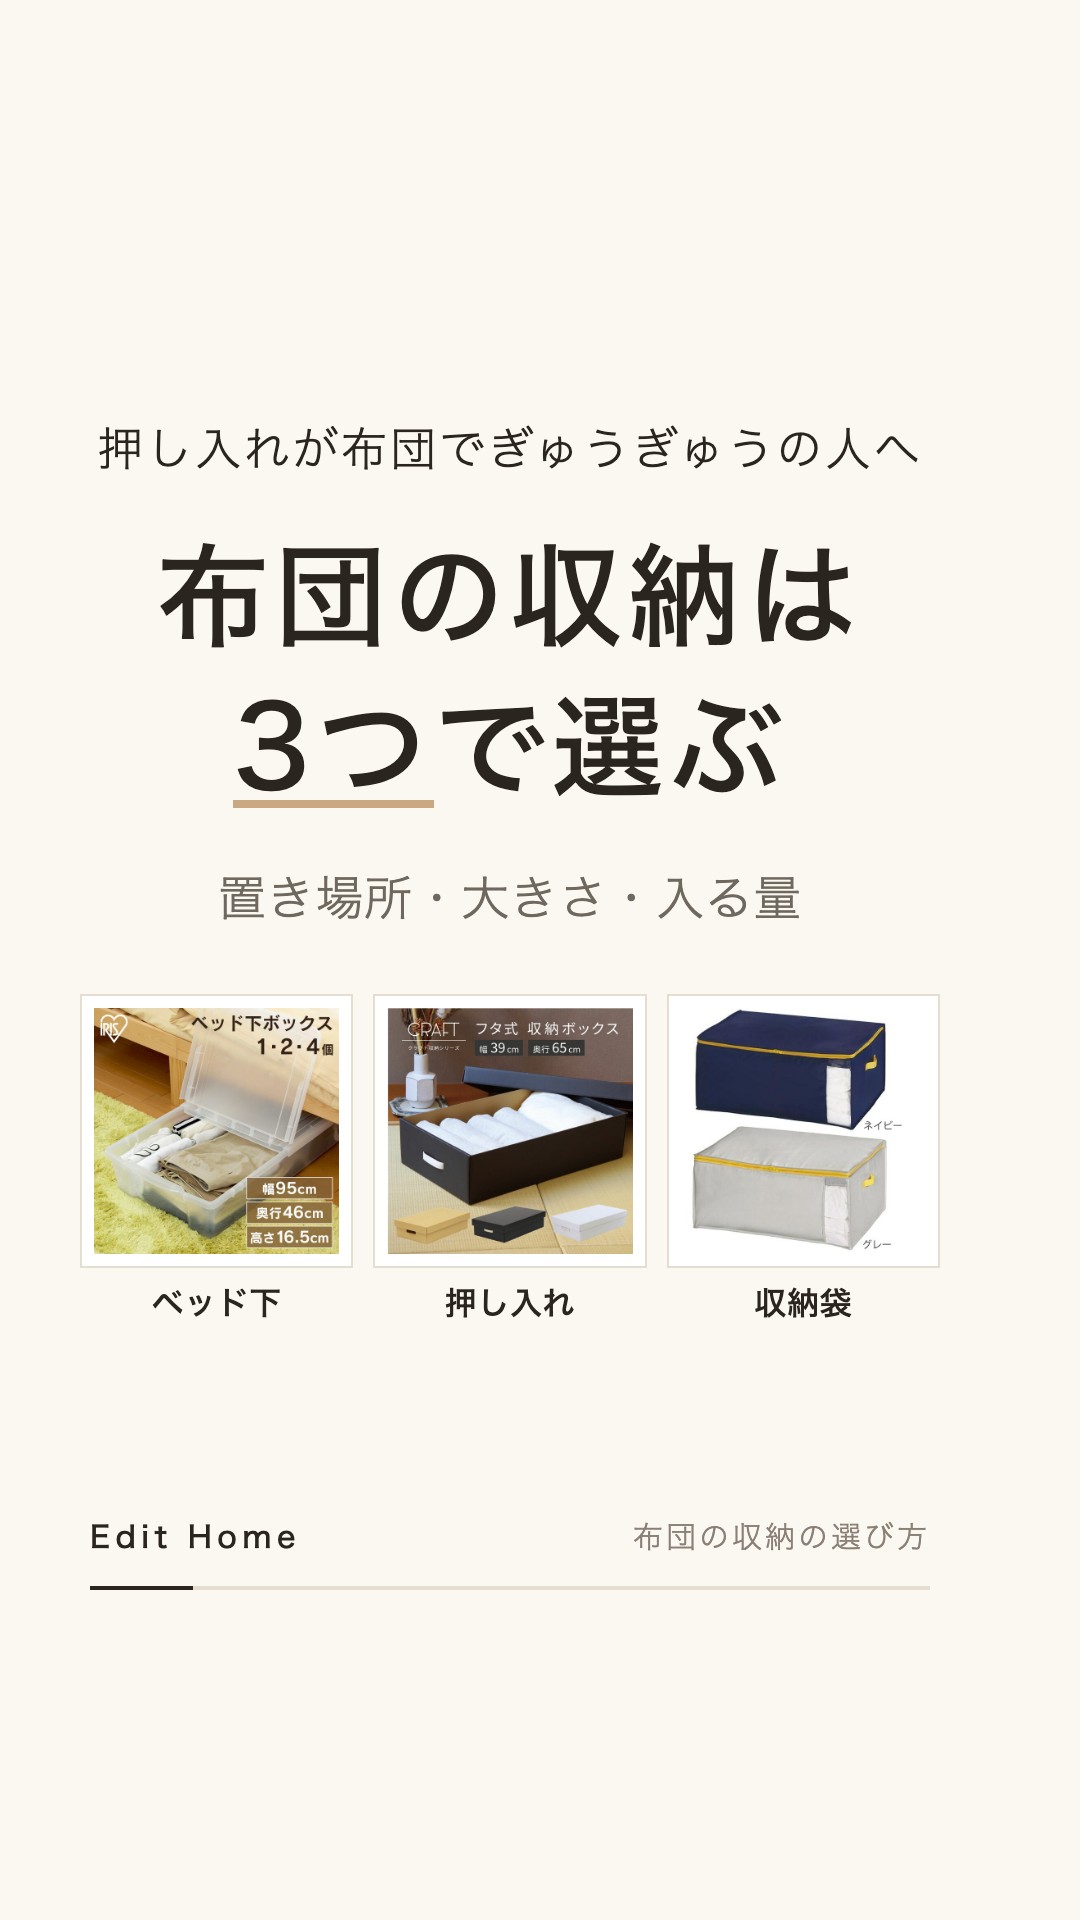 押し入れが布団でぎゅうぎゅうの人へ
布団の収納は
3つで選ぶ
置き場所・大きさ・入る量
IRIS
ベッド下ボックス
1・2・4個
幅95cm
奥行46cm
高さ16.5cm
CRAFT
フタ式 収納ボックス
幅39cm 奥行65cm
ネイビー
グレー
ベッド下
押し入れ
収納袋
Edit Home
布団の収納の選び方